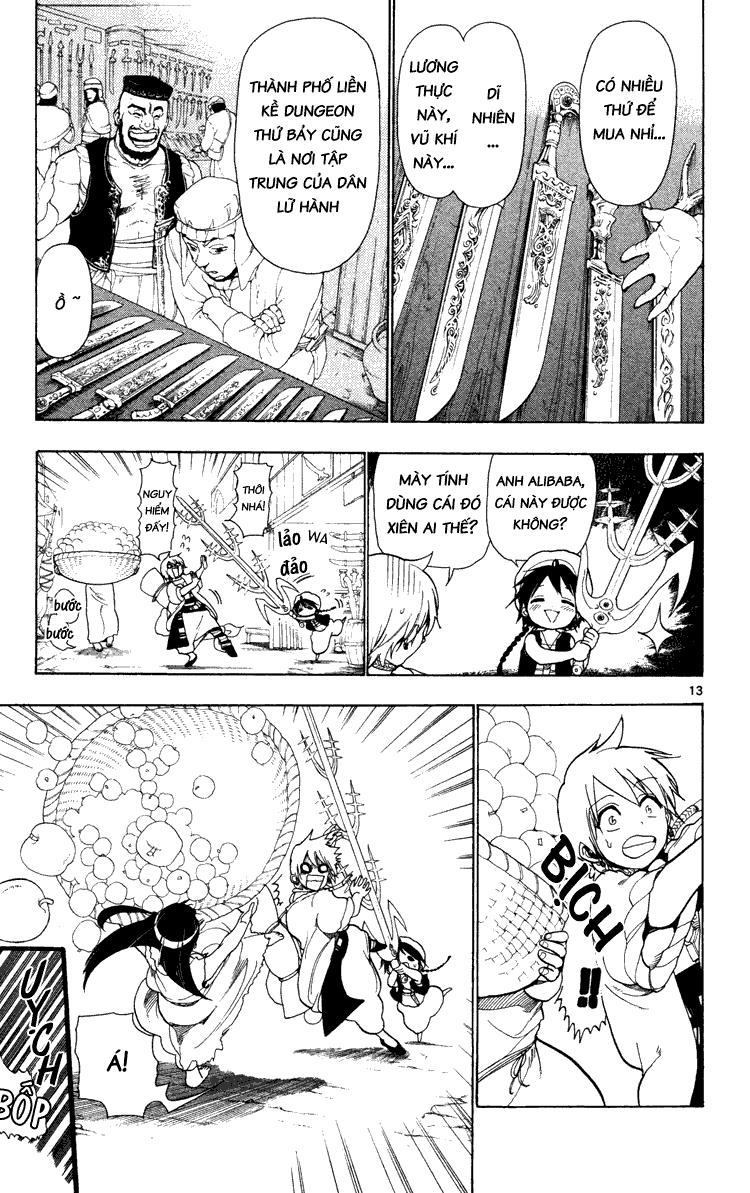 CÓ NHIỀU
THỨ ĐỂ
MUA NHỈ...
DĨ
NHIÊN
...
LƯƠNG
THỰC
NÀY,
VŨ KHÍ
NÀY...
THÀNH PHỐ LIỀN
KỀ DUNGEON
THỨ BẢY CŨNG
LÀ NƠI TẬP
TRUNG CỦA DÂN
LỮ HÀNH
Ồ ~
ANH ALIBABA,
CÁI NÀY ĐƯỢC
KHÔNG?
MÀY TÍNH
DÙNG CÁI ĐÓ
XIÊN AI THẾ?
THÔI
NHÁ!
NGUY
HIỂM
ĐẤY!
WA
lảo
đảo
bước
bước
13
BỊCH
!!
Á!
UỴCH
BỐP